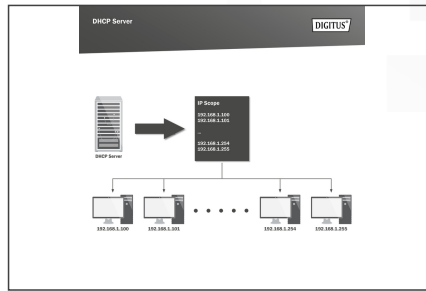 DHCP Server
DIGITUS®
IP Scope
192.168.1.100
192.168.1.101
...
192.168.1.254
192.168.1.255
DHCP Server
192.168.1.100
192.168.1.101
192.168.1.254
192.168.1.255